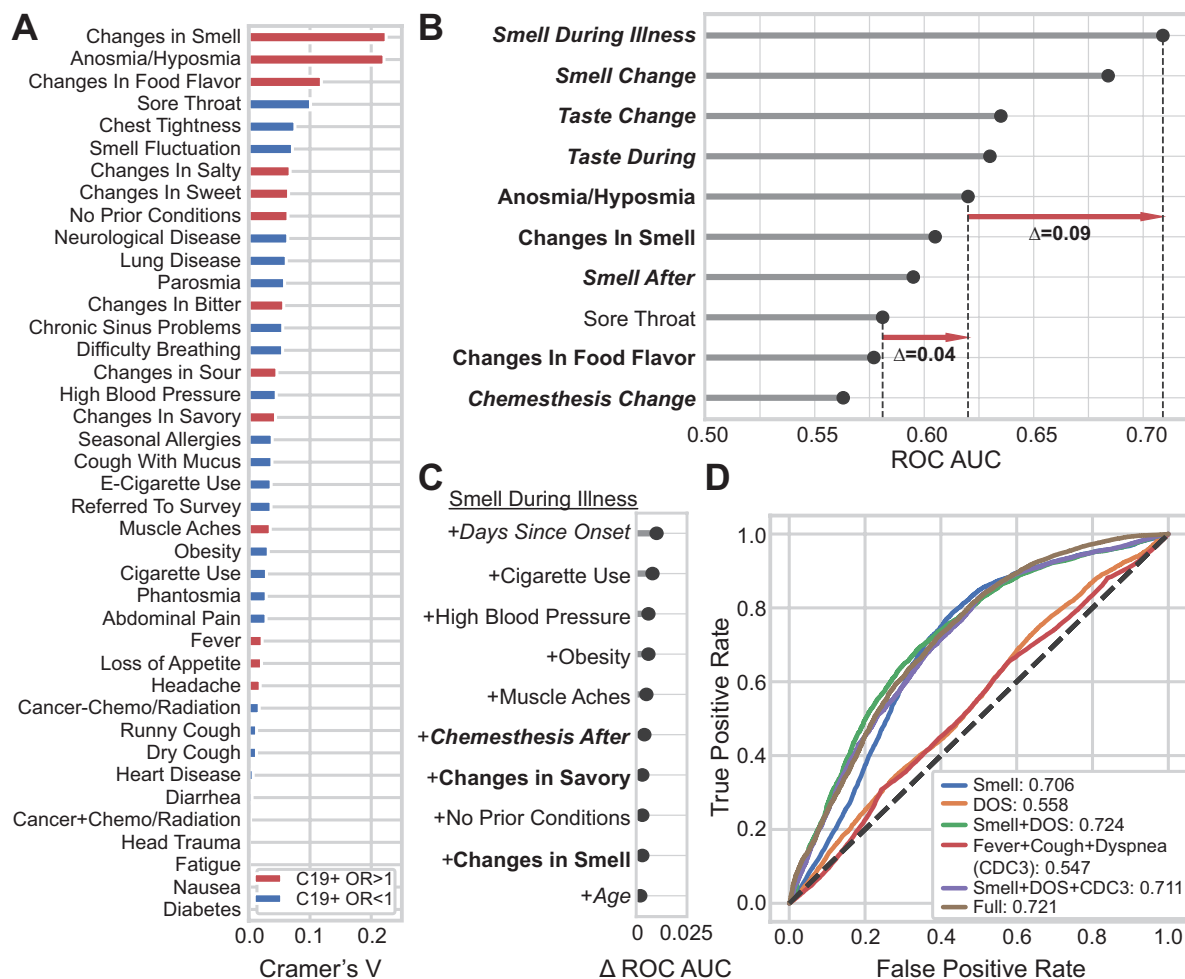 A
Changes in Smell
Anosmia/Hyposmia
Changes In Food Flavor
Sore Throat
Chest Tightness
Smell Fluctuation
Changes In Salty
Changes In Sweet
No Prior Conditions
Neurological Disease
Lung Disease
Parosmia
Changes In Bitter
Chronic Sinus Problems
Difficulty Breathing
Changes in Sour
High Blood Pressure
Changes In Savory
Seasonal Allergies
Cough With Mucus
E-Cigarette Use
Referred To Survey
Muscle Aches
Obesity
Cigarette Use
Phantosmia
Abdominal Pain
Fever
Loss of Appetite
Headache
Cancer-Chemo/Radiation
Runny Cough
Dry Cough
Heart Disease
Diarrhea
Cancer+Chemo/Radiation
Head Trauma
Fatigue
Nausea
Diabetes
C19+ OR>1
C19+ OR<1
0.0 0.1 0.2
Cramer's V
B
Smell During Illness
Smell Change
Taste Change
Taste During
Anosmia/Hyposmia
Changes In Smell
Smell After
Sore Throat
Changes In Food Flavor
Chemesthesis Change
Δ=0.09
Δ=0.04
0.50 0.55 0.60 0.65 0.70
ROC AUC
C
Smell During Illness
+Days Since Onset
+Cigarette Use
+High Blood Pressure
+Obesity
+Muscle Aches
+Chemesthesis After
+Changes in Savory
+No Prior Conditions
+Changes in Smell
+Age
0 0.025
Δ ROC AUC
D
True Positive Rate
1.0
0.8
0.6
0.4
0.2
0.0
Smell: 0.706
DOS: 0.558
Smell+DOS: 0.724
Fever+Cough+Dyspnea
(CDC3): 0.547
Smell+DOS+CDC3: 0.711
Full: 0.721
0.0 0.2 0.4 0.6 0.8 1.0
False Positive Rate